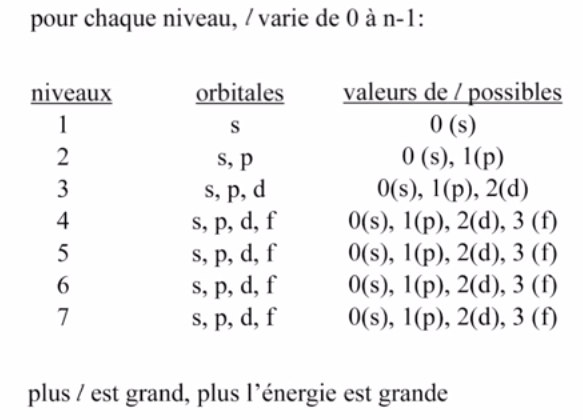 pour chaque niveau, l varie de 0 à n-1:
niveaux orbitales valeurs de l possibles
1 s 0 (s)
2 s, p 0 (s), 1(p)
3 s, p, d 0(s), 1(p), 2(d)
4 s, p, d, f 0(s), 1(p), 2(d), 3 (f)
5 s, p, d, f 0(s), 1(p), 2(d), 3 (f)
6 s, p, d, f 0(s), 1(p), 2(d), 3 (f)
7 s, p, d, f 0(s), 1(p), 2(d), 3 (f)
plus l est grand, plus l’énergie est grande